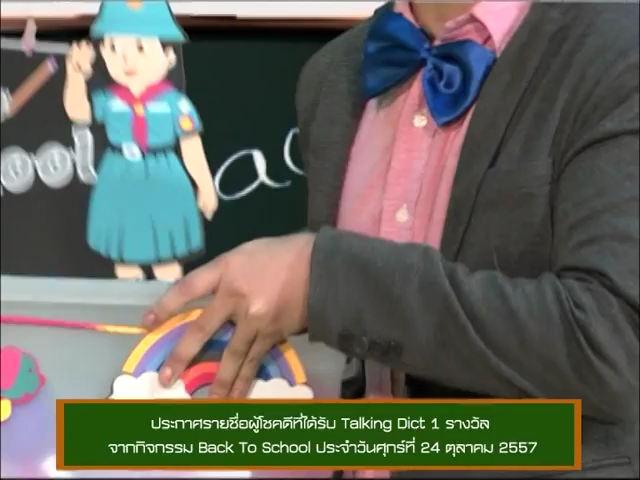 ool
ac
ประกาศรายชื่อผู้โชคดีที่ได้รับ Talking Dict 1 รางวัล
จากกิจกรรม Back To School ประจำวันศุกร์ที่ 24 ตุลาคม 2557